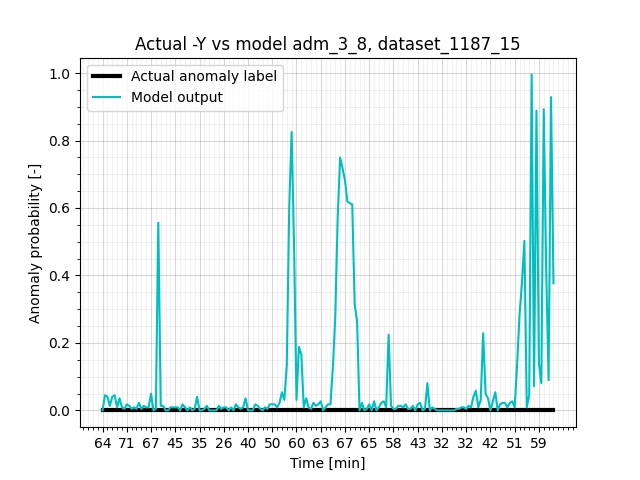 Actual -Y vs model adm_3_8, dataset_1187_15
Actual anomaly label
Model output
Anomaly probability [-]
1.0
0.8
0.6
0.4
0.2
0.0
64 71 67 45 35 26 40 50 60 63 67 65 58 43 32 32 42 51 59
Time [min]